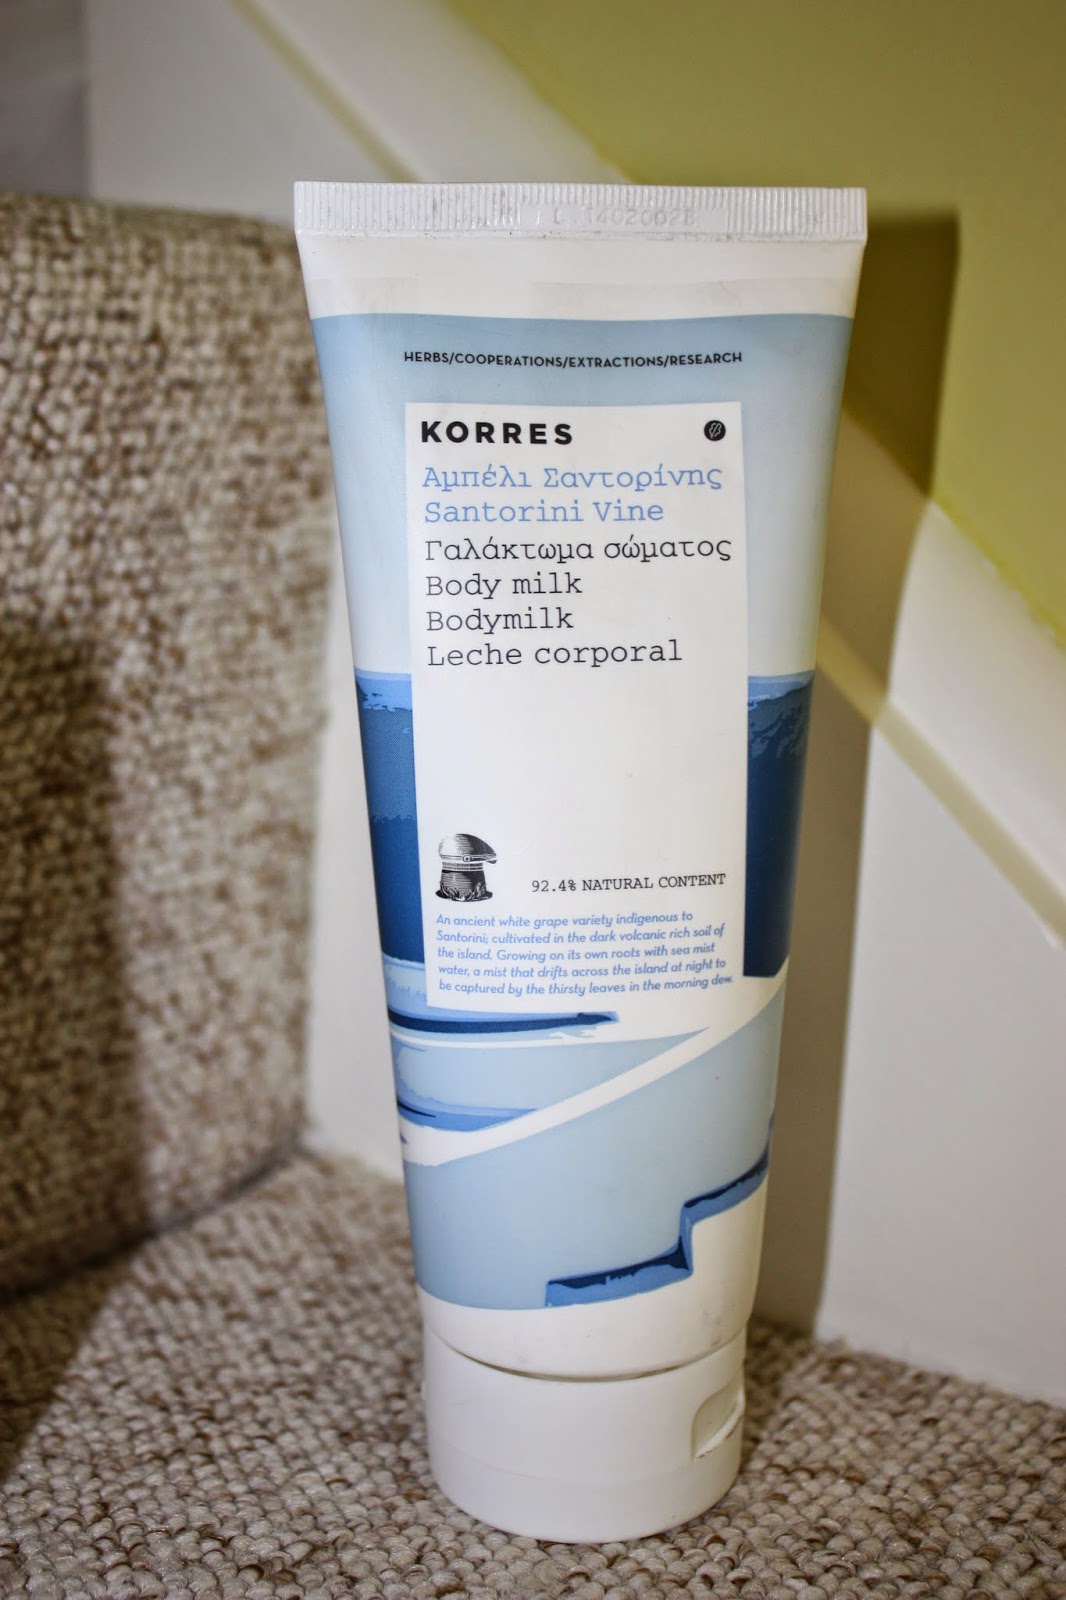 L 1402002B
HERBS/COOPERATIONS/EXTRACTIONS/RESEARCH
KORRES
Αμπέλι Σαντορίνης
Santorini Vine
Γαλάκτωμα σώματος
Body milk
Bodymilk
Leche corporal
92.4% NATURAL CONTENT
An ancient white grape variety indigenous to
Santorini; cultivated in the dark volcanic rich soil of
the island. Growing on its own roots with sea mist
water, a mist that drifts across the island at night to
be captured by the thirsty leaves in the morning dew.